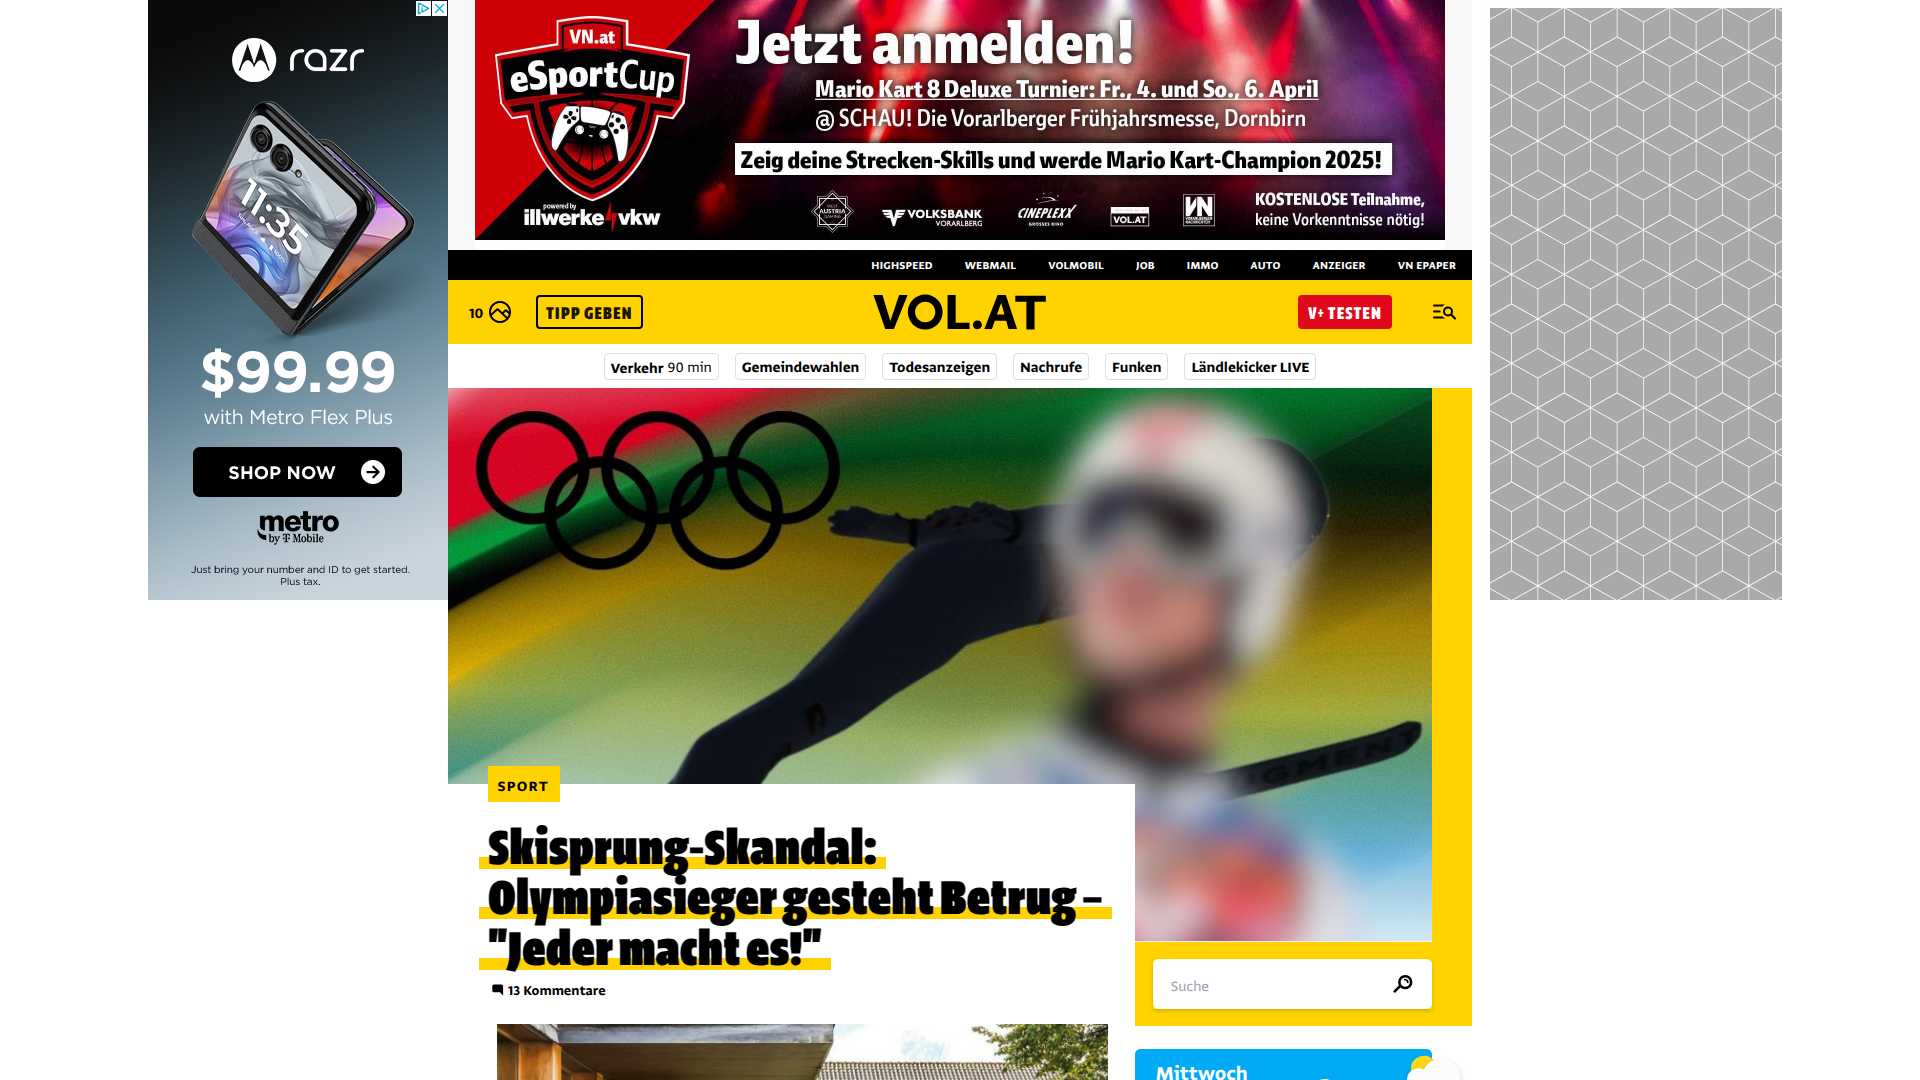 razr
11:35
$99.99
with Metro Flex Plus
SHOP NOW
metro
by T Mobile
Just bring your number and ID to get started.
Plus tax.
VN.at
eSportCup
powered by
illwerke vkw
Jetzt anmelden!
Mario Kart 8 Deluxe Turnier: Fr., 4. und So., 6. April
@ SCHAU! Die Vorarlberger Frühjahrsmesse, Dornbirn
Zeig deine Strecken-Skills und werde Mario Kart-Champion 2025!
AUSTRIA
VOLKSBANK
VORARLBERG
CINEPLEXX
VOL.AT
VN
KOSTENLOSE Teilnahme,
keine Vorkenntnisse nötig!
HIGHSPEED WEBMAIL VOLMOBIL JOB IMMO AUTO ANZEIGER VN EPAPER
10 TIPP GEBEN VOL.AT V+ TESTEN
Verkehr 90 min Gemeindewahlen Todesanzeigen Nachrufe Funken Ländlekicker LIVE
SPORT
Skisprung-Skandal:
Olympiasieger gesteht Betrug –
"Jeder macht es!"
13 Kommentare
Suche
Mittwoch